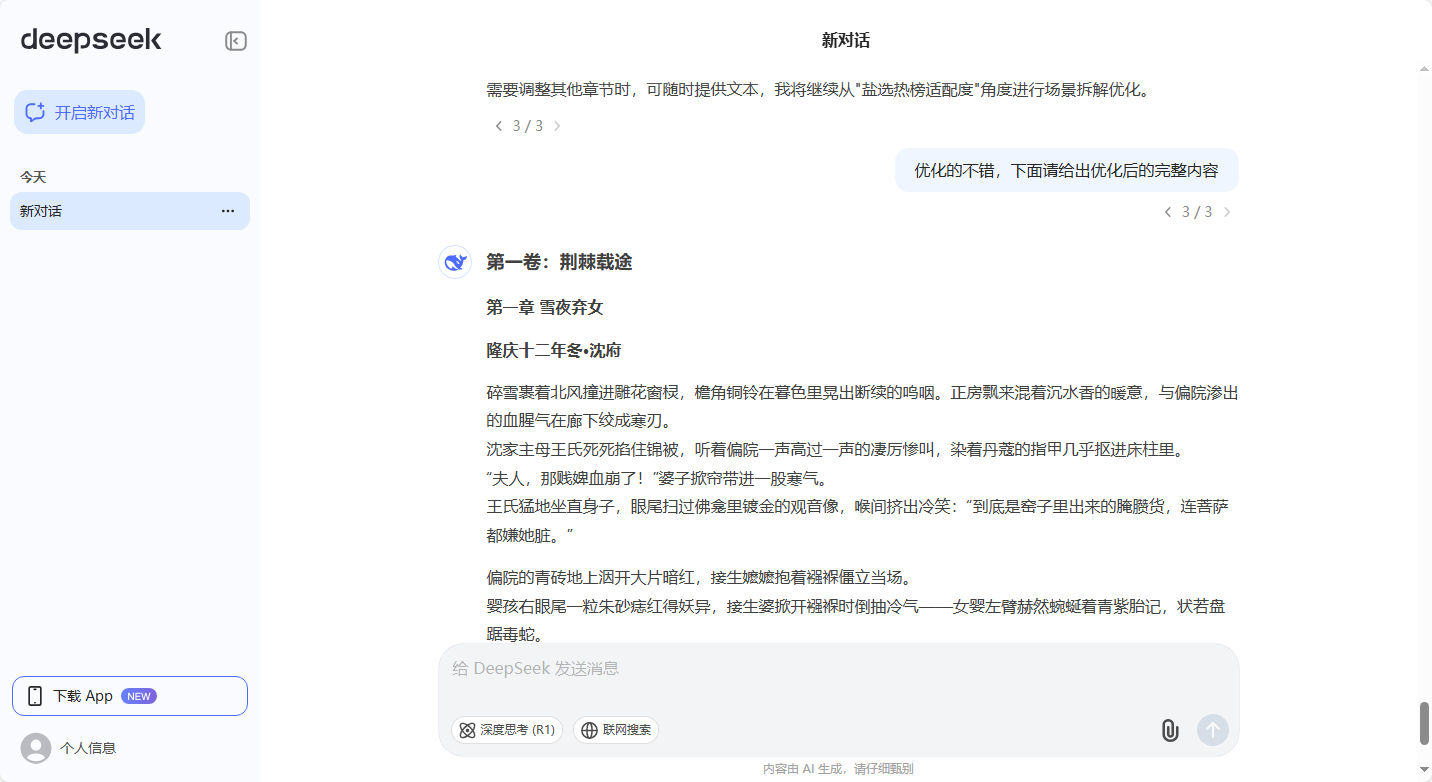 deepseek
开启新对话
今天
新对话
下载 App NEW
个人信息
新对话
需要调整其他章节时，可随时提供文本，我将继续从"盐选热榜适配度"角度进行场景拆解优化。
3 / 3
优化的不错，下面请给出优化后的完整内容
3 / 3
第一卷：荆棘载途
第一章 雪夜弃女
隆庆十二年冬•沈府
碎雪裹着北风撞进雕花窗棂，檐角铜铃在暮色里晃出断续的呜咽。正房飘来混着沉水香的暖意，与偏院渗出
的血腥气在廊下绞成寒刃。
沈家主母王氏死死掐住锦被，听着偏院一声高过一声的凄厉惨叫，染着丹蔻的指甲几乎抠进床柱里。
“夫人，那贱婢血崩了！”婆子掀帘带进一股寒气。
王氏猛地坐直身子，眼尾扫过佛龛里镀金的观音像，喉间挤出冷笑：“到底是窑子里出来的腌臜货，连菩萨
都嫌她脏。”
偏院的青砖地上洇开大片暗红，接生嬷嬷抱着襁褓僵立当场。
婴孩右眼尾一粒朱砂痣红得妖异，接生婆掀开襁褓时倒抽冷气——女婴左臂赫然蜿蜒着青紫胎记，状若盘
踞毒蛇。
给 DeepSeek 发送消息
深度思考 (R1)
联网搜索
内容由 AI 生成，请仔细甄别